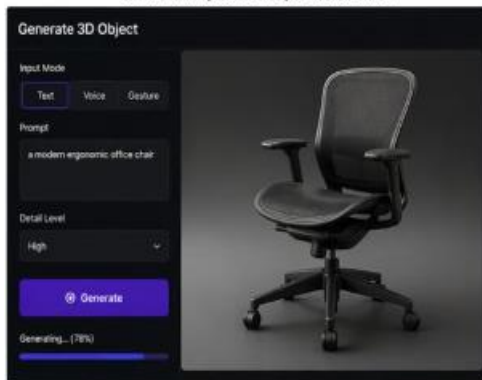 Generate 3D Object
Input Mode
Text Voice Gesture
Prompt
a modern ergonomic office chair
Detail Level
High
Generate
Generating... (78%)